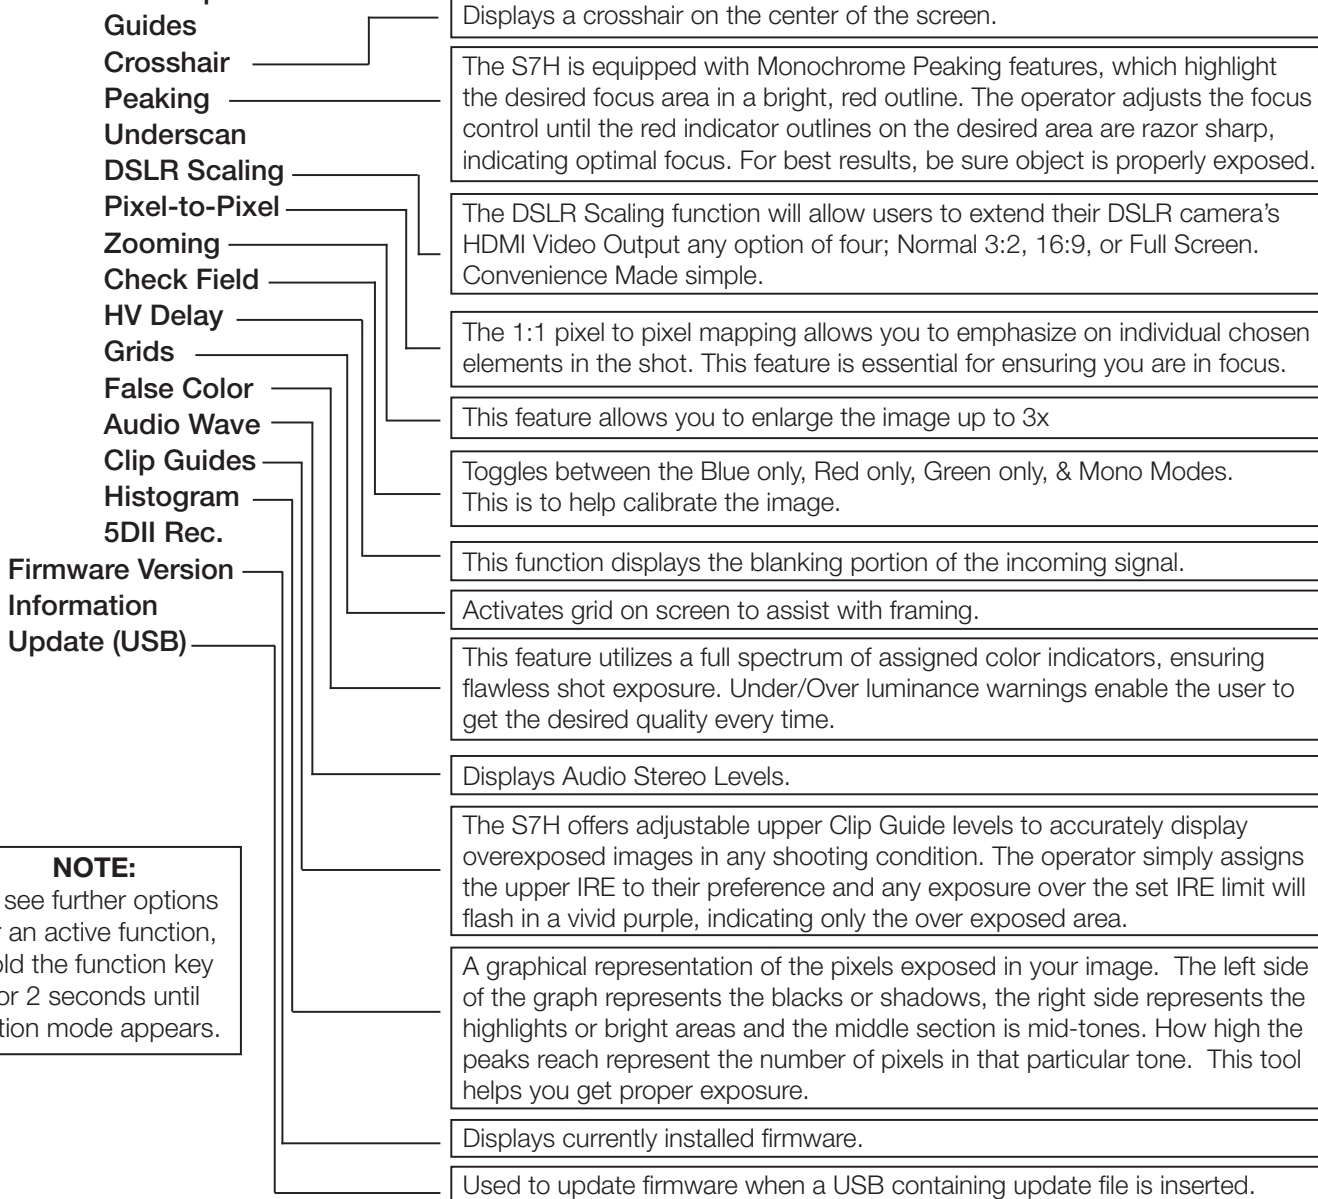 Guides
Crosshair
Peaking
Underscan
DSLR Scaling
Pixel-to-Pixel
Zooming
Check Field
HV Delay
Grids
False Color
Audio Wave
Clip Guides
Histogram
5DII Rec.
Firmware Version
Information
Update (USB)
NOTE:
see further options
an active function,
the function key
2 seconds until
mode appears.
Displays a crosshair on the center of the screen.
The S7H is equipped with Monochrome Peaking features, which highlight
the desired focus area in a bright, red outline. The operator adjusts the focus
control until the red indicator outlines on the desired area are razor sharp,
indicating optimal focus. For best results, be sure object is properly exposed.
The DSLR Scaling function will allow users to extend their DSLR camera's
HDMI Video Output any option of four; Normal 3:2, 16:9, or Full Screen.
Convenience Made simple.
The 1:1 pixel to pixel mapping allows you to emphasize on individual chosen
elements in the shot. This feature is essential for ensuring you are in focus.
This feature allows you to enlarge the image up to 3x
Toggles between the Blue only, Red only, Green only, & Mono Modes.
This is to help calibrate the image.
This function displays the blanking portion of the incoming signal.
Activates grid on screen to assist with framing.
This feature utilizes a full spectrum of assigned color indicators, ensuring
flawless shot exposure. Under/Over luminance warnings enable the user to
get the desired quality every time.
Displays Audio Stereo Levels.
The S7H offers adjustable upper Clip Guide levels to accurately display
overexposed images in any shooting condition. The operator simply assigns
the upper IRE to their preference and any exposure over the set IRE limit will
flash in a vivid purple, indicating only the over exposed area.
A graphical representation of the pixels exposed in your image. The left side
of the graph represents the blacks or shadows, the right side represents the
highlights or bright areas and the middle section is mid-tones. How high the
peaks reach represent the number of pixels in that particular tone. This tool
helps you get proper exposure.
Displays currently installed firmware.
Used to update firmware when a USB containing update file is inserted.